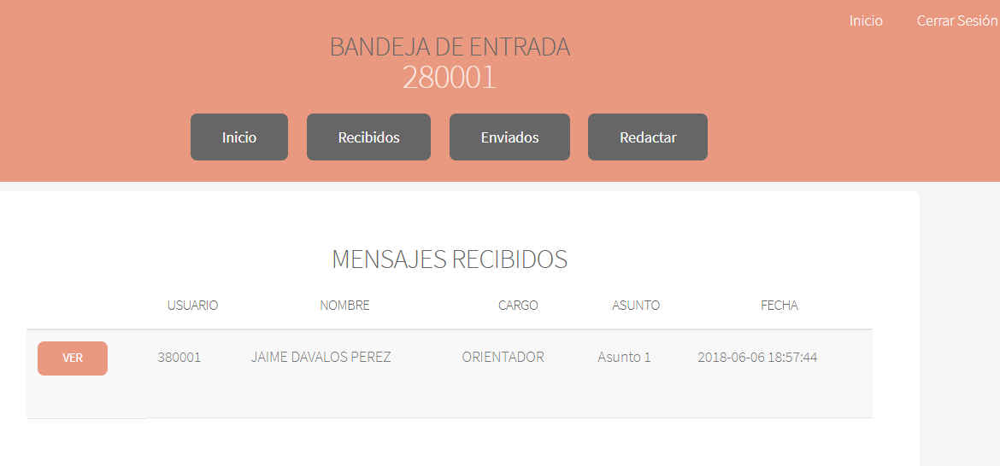 Inicio Cerrar Sesión
BANDEJA DE ENTRADA
280001
Inicio Recibidos Enviados Redactar
MENSAJES RECIBIDOS
USUARIO NOMBRE CARGO ASUNTO FECHA
VER 380001 JAIME DAVALOS PEREZ ORIENTADOR Asunto 1 2018-06-06 18:57:44